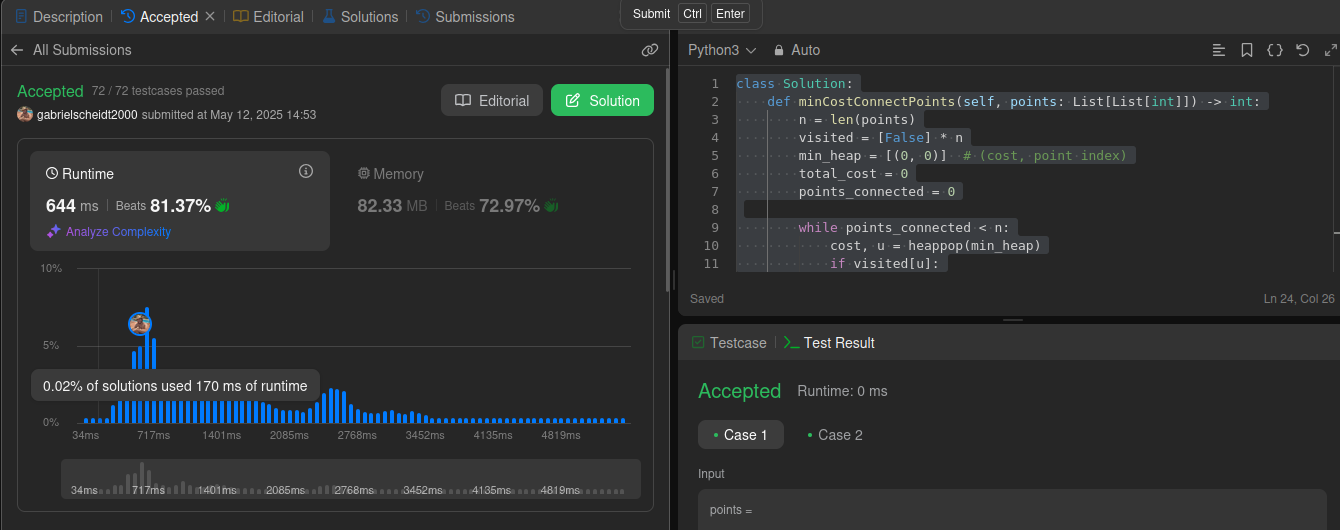 Description Accepted Editorial Solutions Submissions
Submit Ctrl Enter
All Submissions
Accepted 72 / 72 testcases passed
gabrielscheidt2000 submitted at May 12, 2025 14:53
Editorial
Solution
Runtime
644 ms Beats 81.37%
Analyze Complexity
Memory
82.33 MB Beats 72.97%
10%
5%
0%
0.02% of solutions used 170 ms of runtime
34ms 717ms 1401ms 2085ms 2768ms 3452ms 4135ms 4819ms
34ms 717ms 1401ms 2085ms 2768ms 3452ms 4135ms 4819ms
Python3 Auto
1 class Solution:
2     def minCostConnectPoints(self, points: List[List[int]]) -> int:
3         n = len(points)
4         visited = [False] * n
5         min_heap = [(0, 0)]  # (cost, point index)
6         total_cost = 0
7         points_connected = 0
8
9         while points_connected < n:
10             cost, u = heappop(min_heap)
11             if visited[u]:
Saved
Ln 24, Col 26
Testcase Test Result
Accepted Runtime: 0 ms
Case 1 Case 2
Input
points =